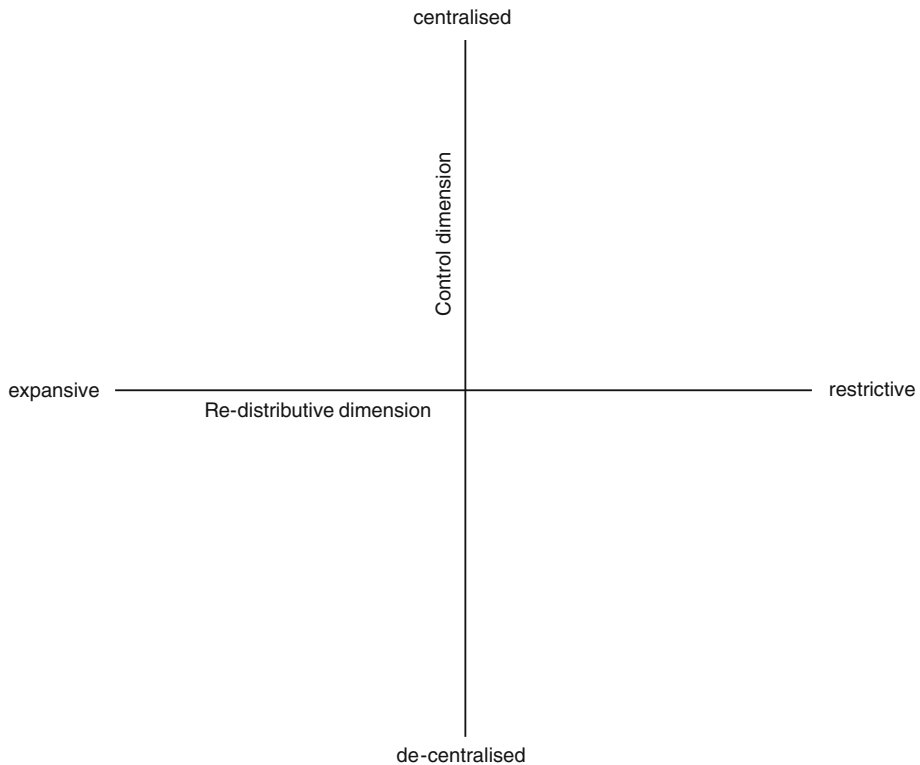 centralised
Control dimension
expansive
restrictive
Re-distributive dimension
de-centralised